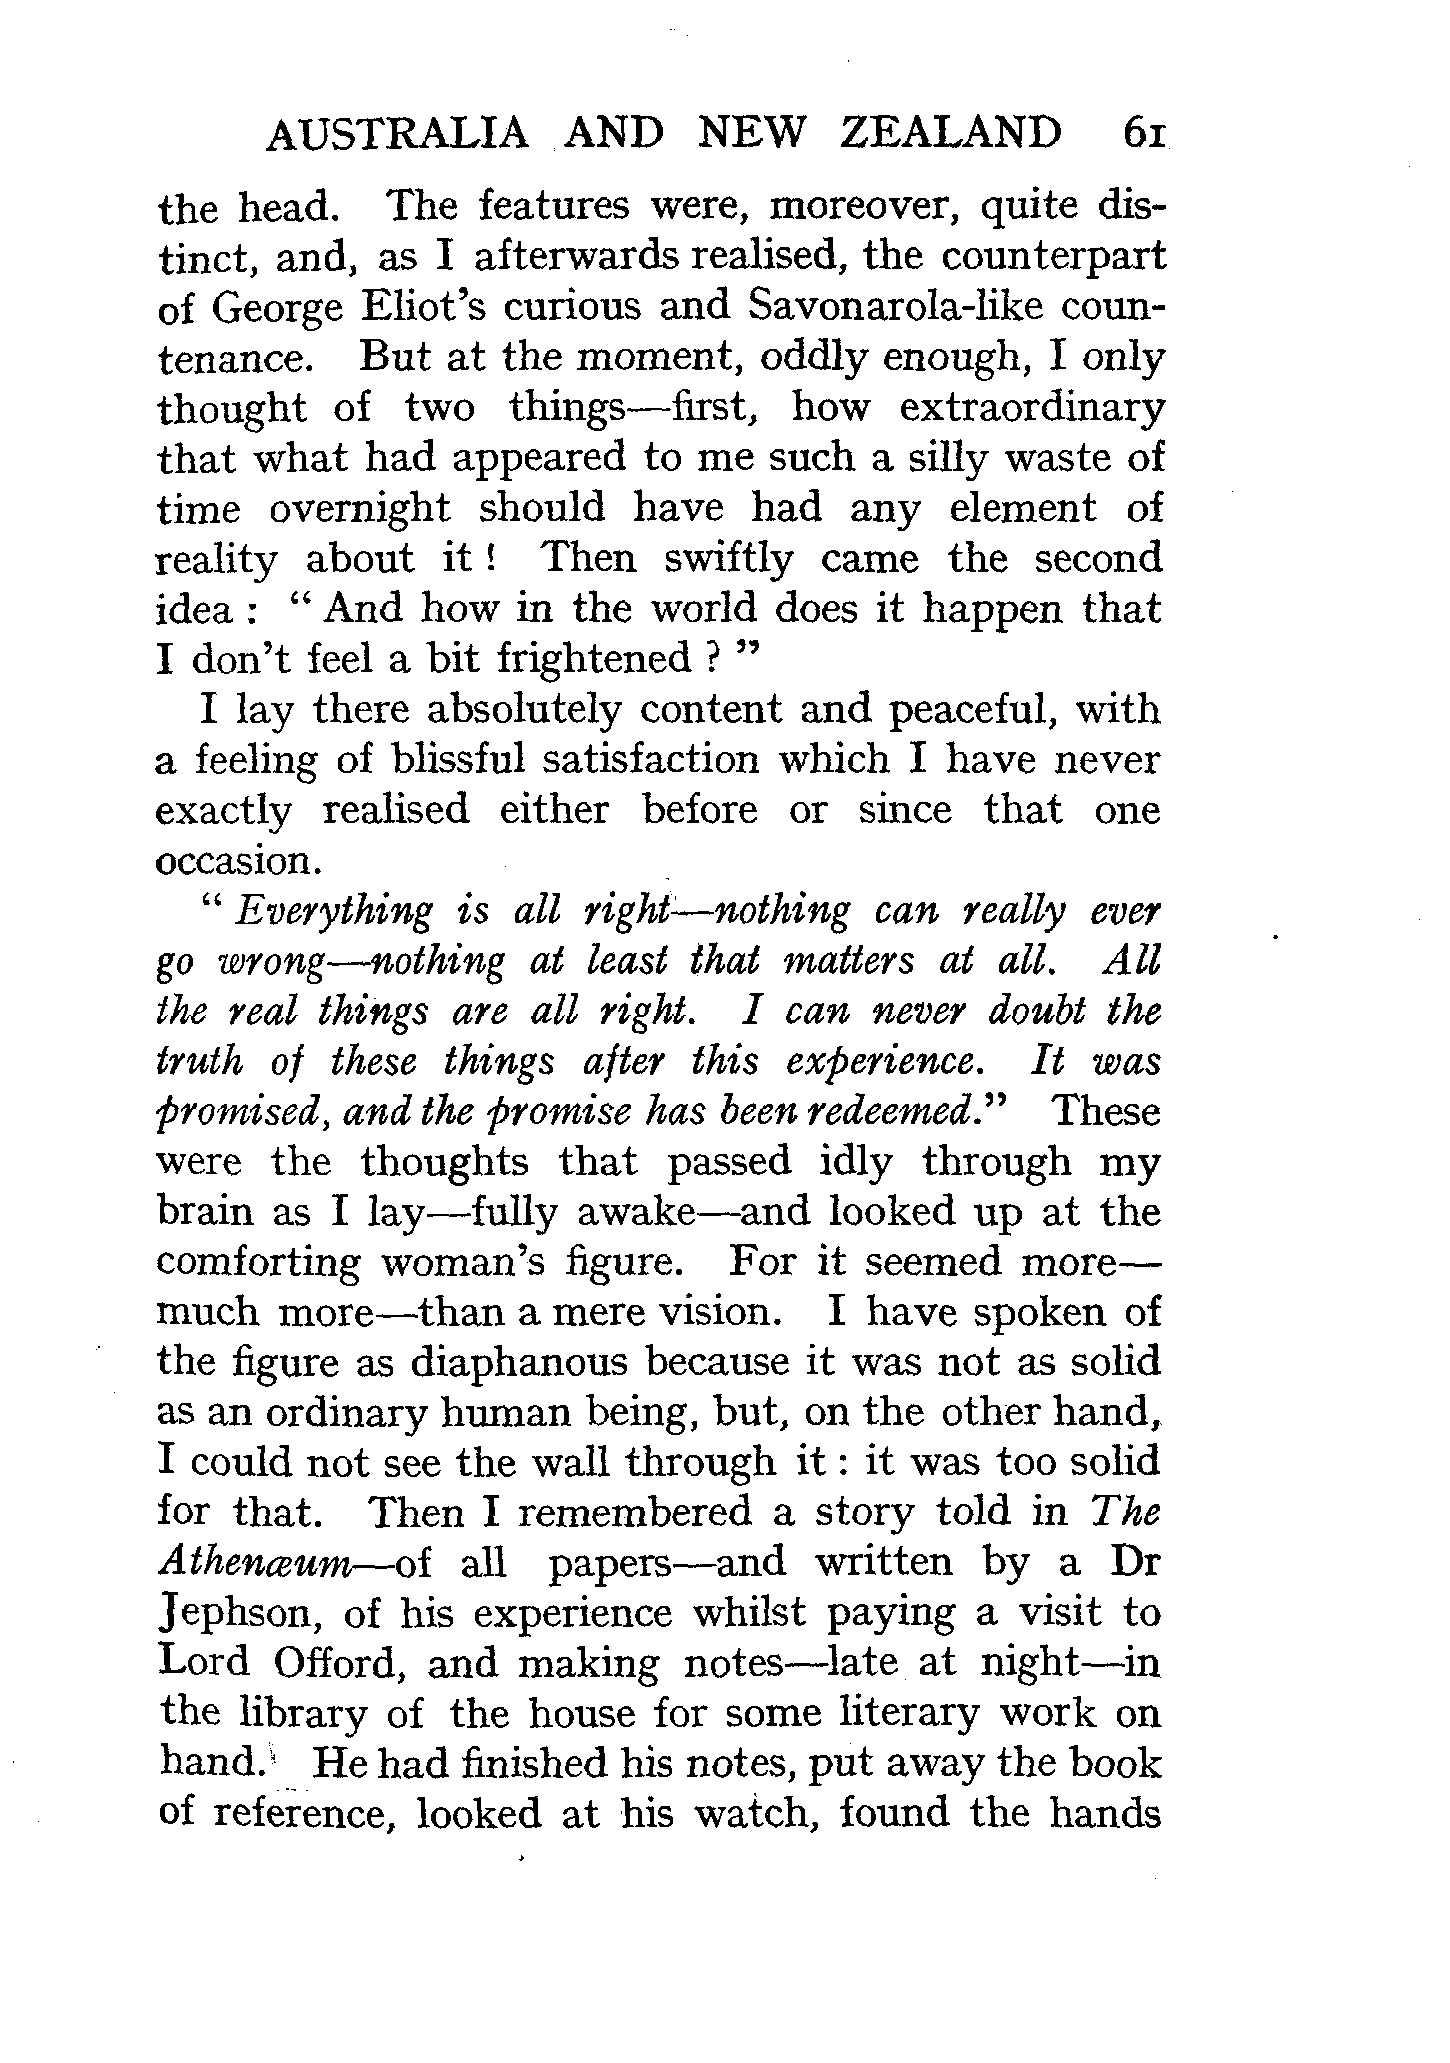 AUSTRALIA AND NEW ZEALAND 61
the head. The features were, moreover, quite dis-
tinct, and, as I afterwards realised, the counterpart
of George Eliot's curious and Savonarola-like coun-
tenance. But at the moment, oddly enough, I only
thought of two things—first, how extraordinary
that what had appeared to me such a silly waste of
time overnight should have had any element of
reality about it ! Then swiftly came the second
idea : " And how in the world does it happen that
I don't feel a bit frightened ? "
I lay there absolutely content and peaceful, with
a feeling of blissful satisfaction which I have never
exactly realised either before or since that one
occasion.
" Everything is all right—nothing can really ever
go wrong—nothing at least that matters at all. All
the real things are all right. I can never doubt the
truth of these things after this experience. It was
promised, and the promise has been redeemed." These
were the thoughts that passed idly through my
brain as I lay—fully awake—and looked up at the
comforting woman's figure. For it seemed more—
much more—than a mere vision. I have spoken of
the figure as diaphanous because it was not as solid
as an ordinary human being, but, on the other hand,
I could not see the wall through it : it was too solid
for that. Then I remembered a story told in The
Athenæum—of all papers—and written by a Dr
Jephson, of his experience whilst paying a visit to
Lord Offord, and making notes—late at night—in
the library of the house for some literary work on
hand. He had finished his notes, put away the book
of reference, looked at his watch, found the hands